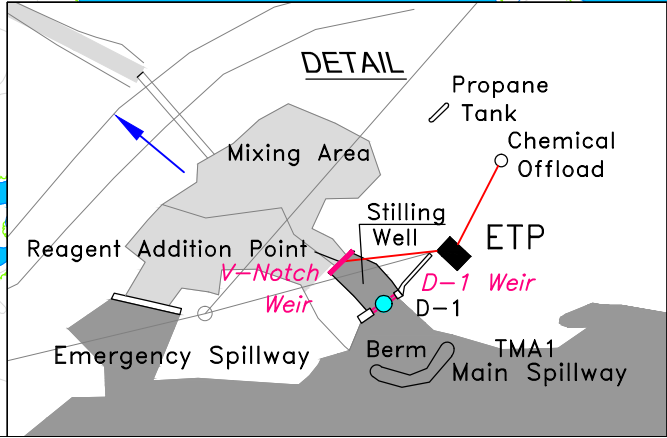 DETAIL
Propane
Tank
Chemical
Offload
Mixing Area
Stilling
Well
ETP
Reagent Addition Point
V-Notch
Weir
D-1 Weir
D-1
Emergency Spillway
Berm
TMA1
Main Spillway